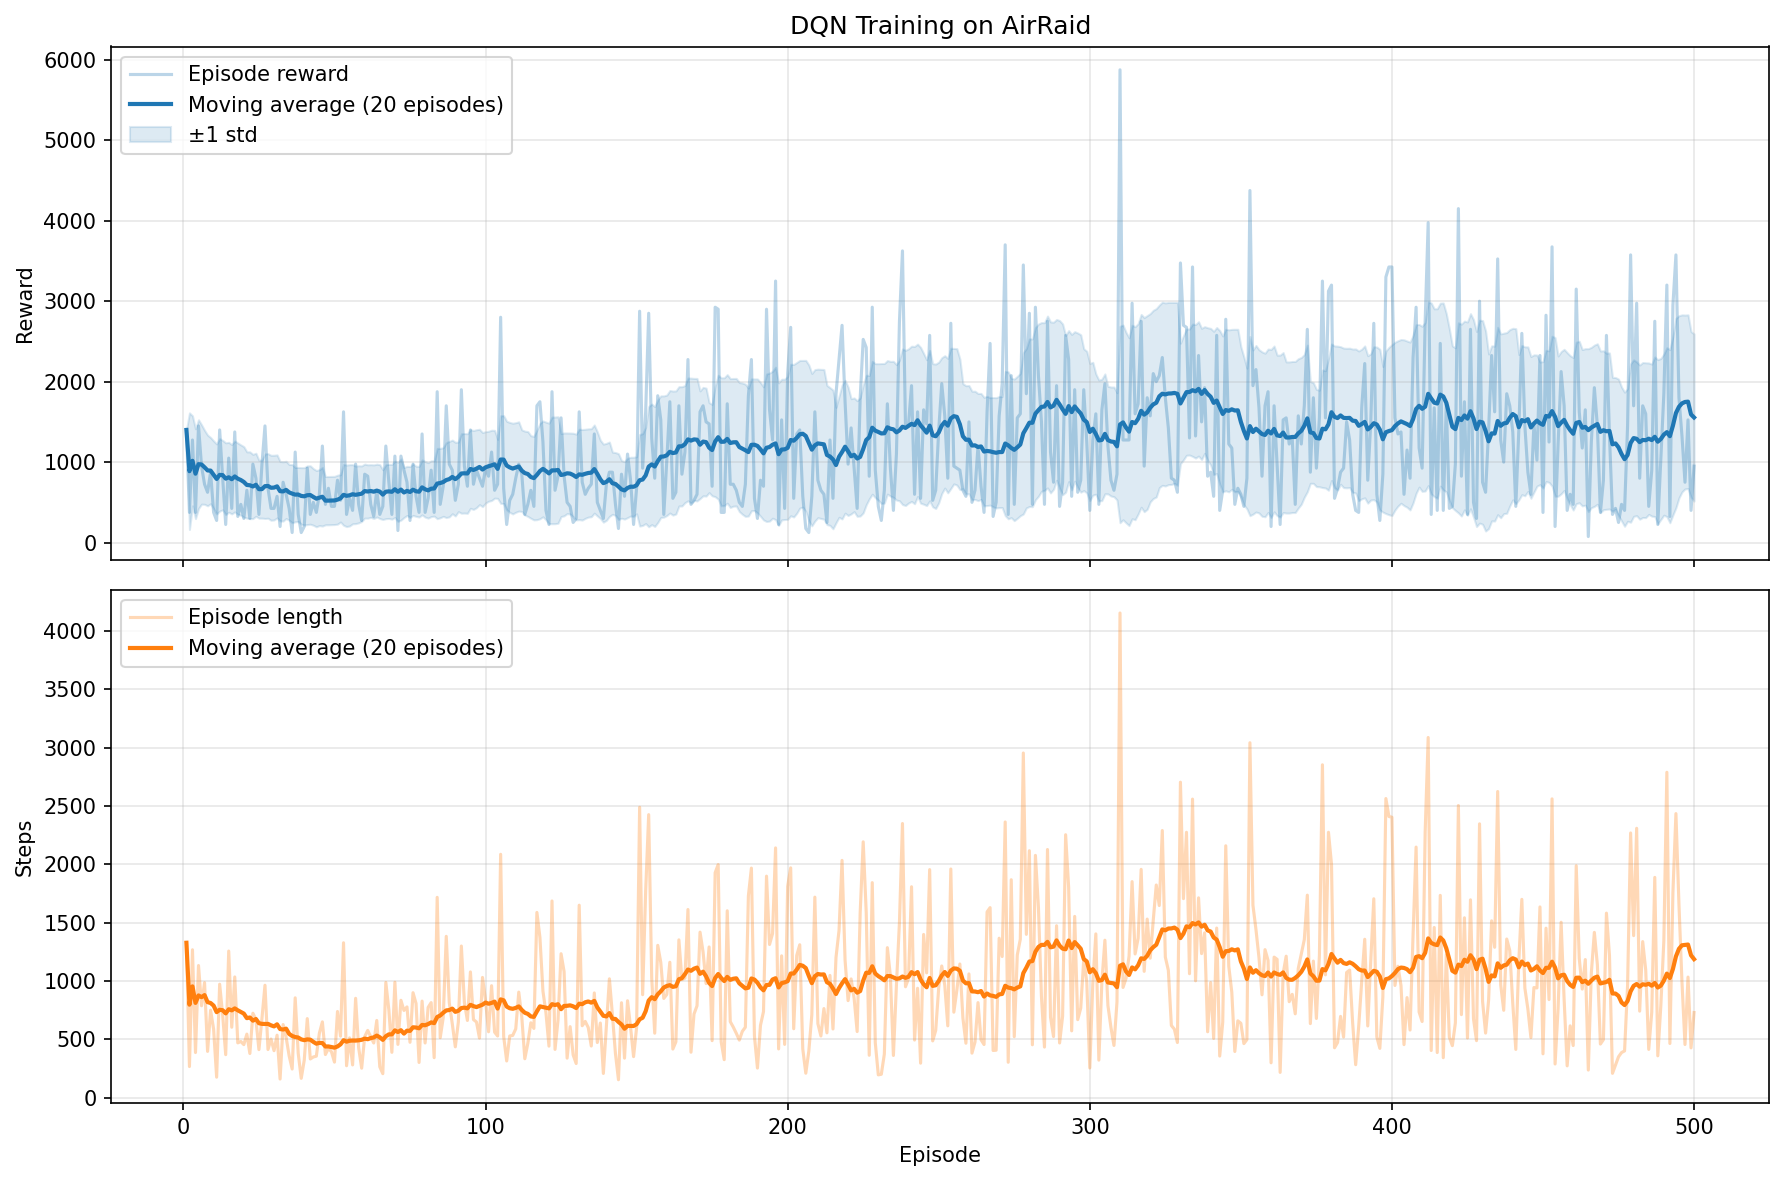 DQN Training on AirRaid
6000
5000
4000
3000
2000
1000
0
Reward
Episode reward
Moving average (20 episodes)
±1 std
4000
3500
3000
2500
2000
1500
1000
500
0
Steps
Episode length
Moving average (20 episodes)
0 100 200 300 400 500
Episode